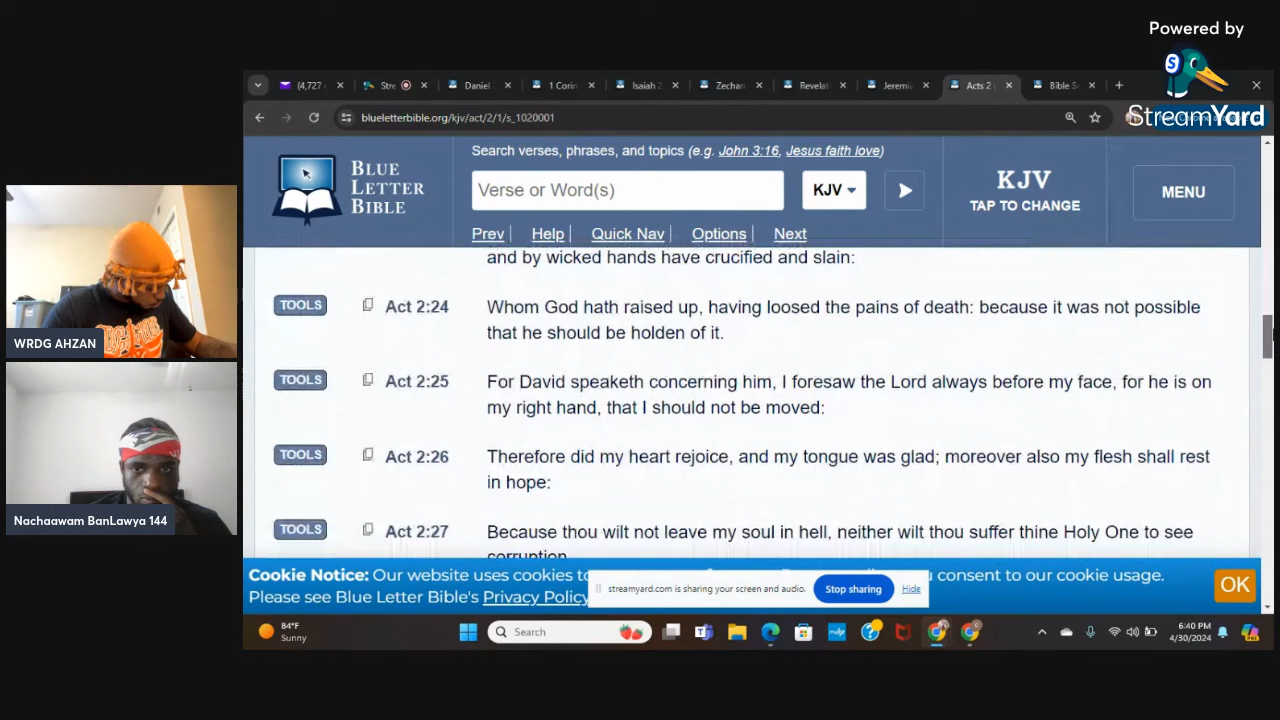 Powered by
StreamYard
(4,727
Stre
Daniel
1 Corin
Isaiah 2
Zechar
Revelat
Jeremi
Acts 2
Bible S
blueletterbible.org/kjv/act/2/1/s_1020001
BLUE
LETTER
BIBLE
Search verses, phrases, and topics (e.g. John 3:16, Jesus faith love)
Verse or Word(s)
KJV
KJV
TAP TO CHANGE
MENU
Prev | Help | Quick Nav | Options | Next
and by wicked hands have crucified and slain:
TOOLS Act 2:24 Whom God hath raised up, having loosed the pains of death: because it was not possible
that he should be holden of it.
TOOLS Act 2:25 For David speaketh concerning him, I foresaw the Lord always before my face, for he is on
my right hand, that I should not be moved:
TOOLS Act 2:26 Therefore did my heart rejoice, and my tongue was glad; moreover also my flesh shall rest
in hope:
TOOLS Act 2:27 Because thou wilt not leave my soul in hell, neither wilt thou suffer thine Holy One to see
corruption
Cookie Notice: Our website uses cookies to consent to our cookie usage.
Please see Blue Letter Bible's Privacy Policy
OK
streamyard.com is sharing your screen and audio.
Stop sharing
Hide
84°F
Sunny
Search
6:40 PM
4/30/2024
WRDG AHZAN
Nachaawam BanLawya 144